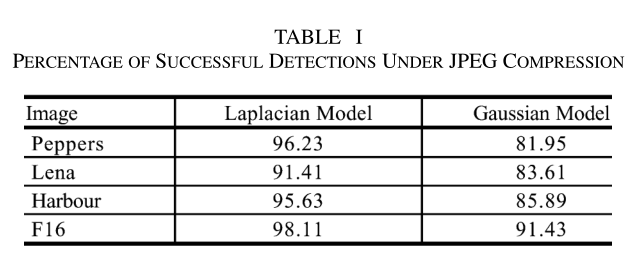 TABLE I
PERCENTAGE OF SUCCESSFUL DETECTIONS UNDER JPEG COMPRESSION
Image Laplacian Model Gaussian Model
Peppers 96.23 81.95
Lena 91.41 83.61
Harbour 95.63 85.89
F16 98.11 91.43